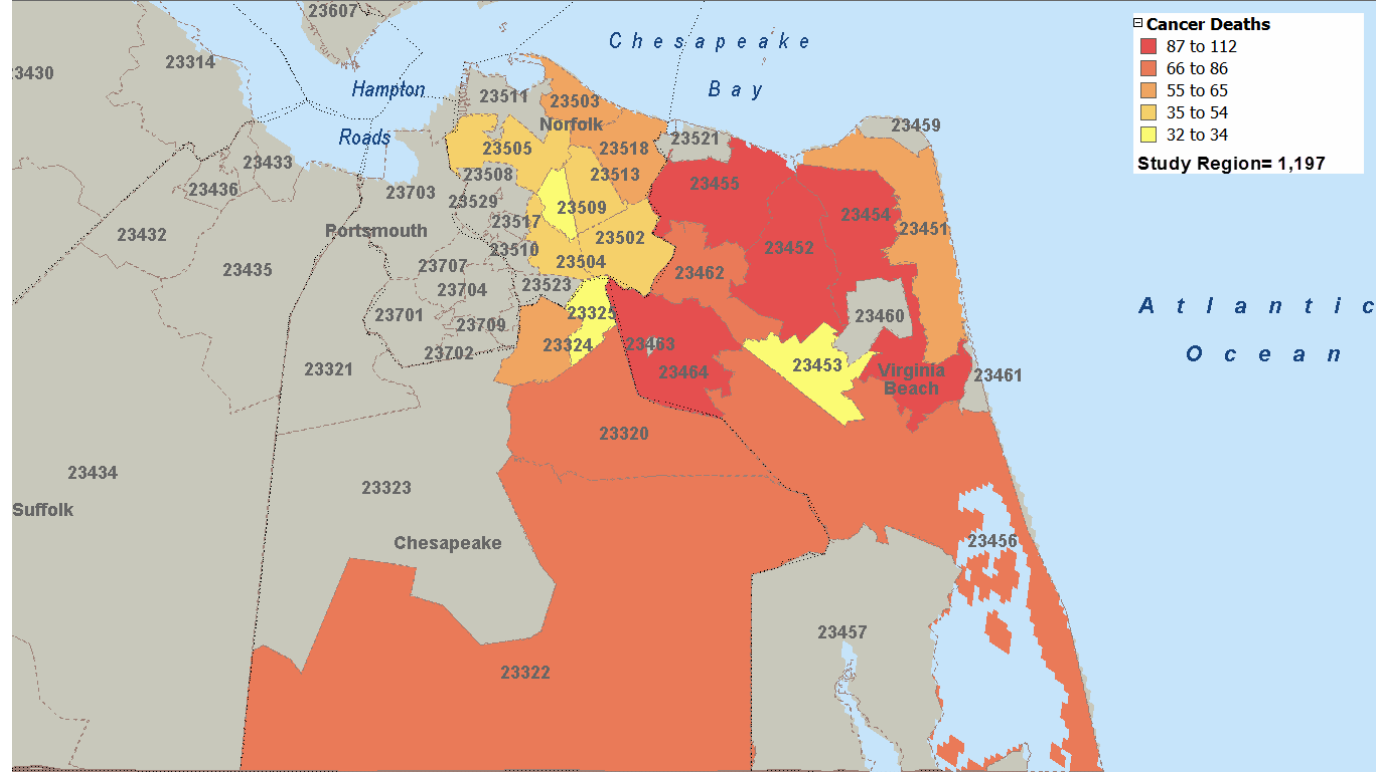 23607
Cancer Deaths
87 to 112
66 to 86
55 to 65
35 to 54
32 to 34
Study Region= 1,197
Chesapeake
Bay
23314
23430
Hampton
Roads
23511
23503
Norfolk
23459
23521
23505
23518
23433
23508
23513
23455
23436
23703
23529
23509
23454
23432
Portsmouth
23517
23451
23510
23502
23452
23504
23435
23707
23462
23704
23523
Atlantic
Ocean
23701
23709
23325
23460
23702
23324
23463
23321
23464
23453
Virginia
Beach
23461
23320
23434
23323
Suffolk
Chesapeake
23456
23457
23322